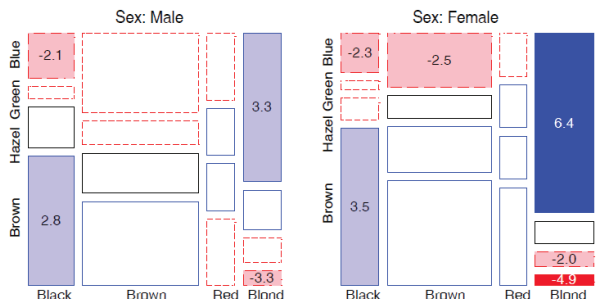 Sex: Male
Blue
Green
Hazel
Brown
-2.1
2.8
3.3
-3.3
Black
Brown
Red
Blond
Sex: Female
Blue
Green
Hazel
Brown
-2.3
-2.5
3.5
6.4
-2.0
-4.9
Black
Brown
Red
Blond